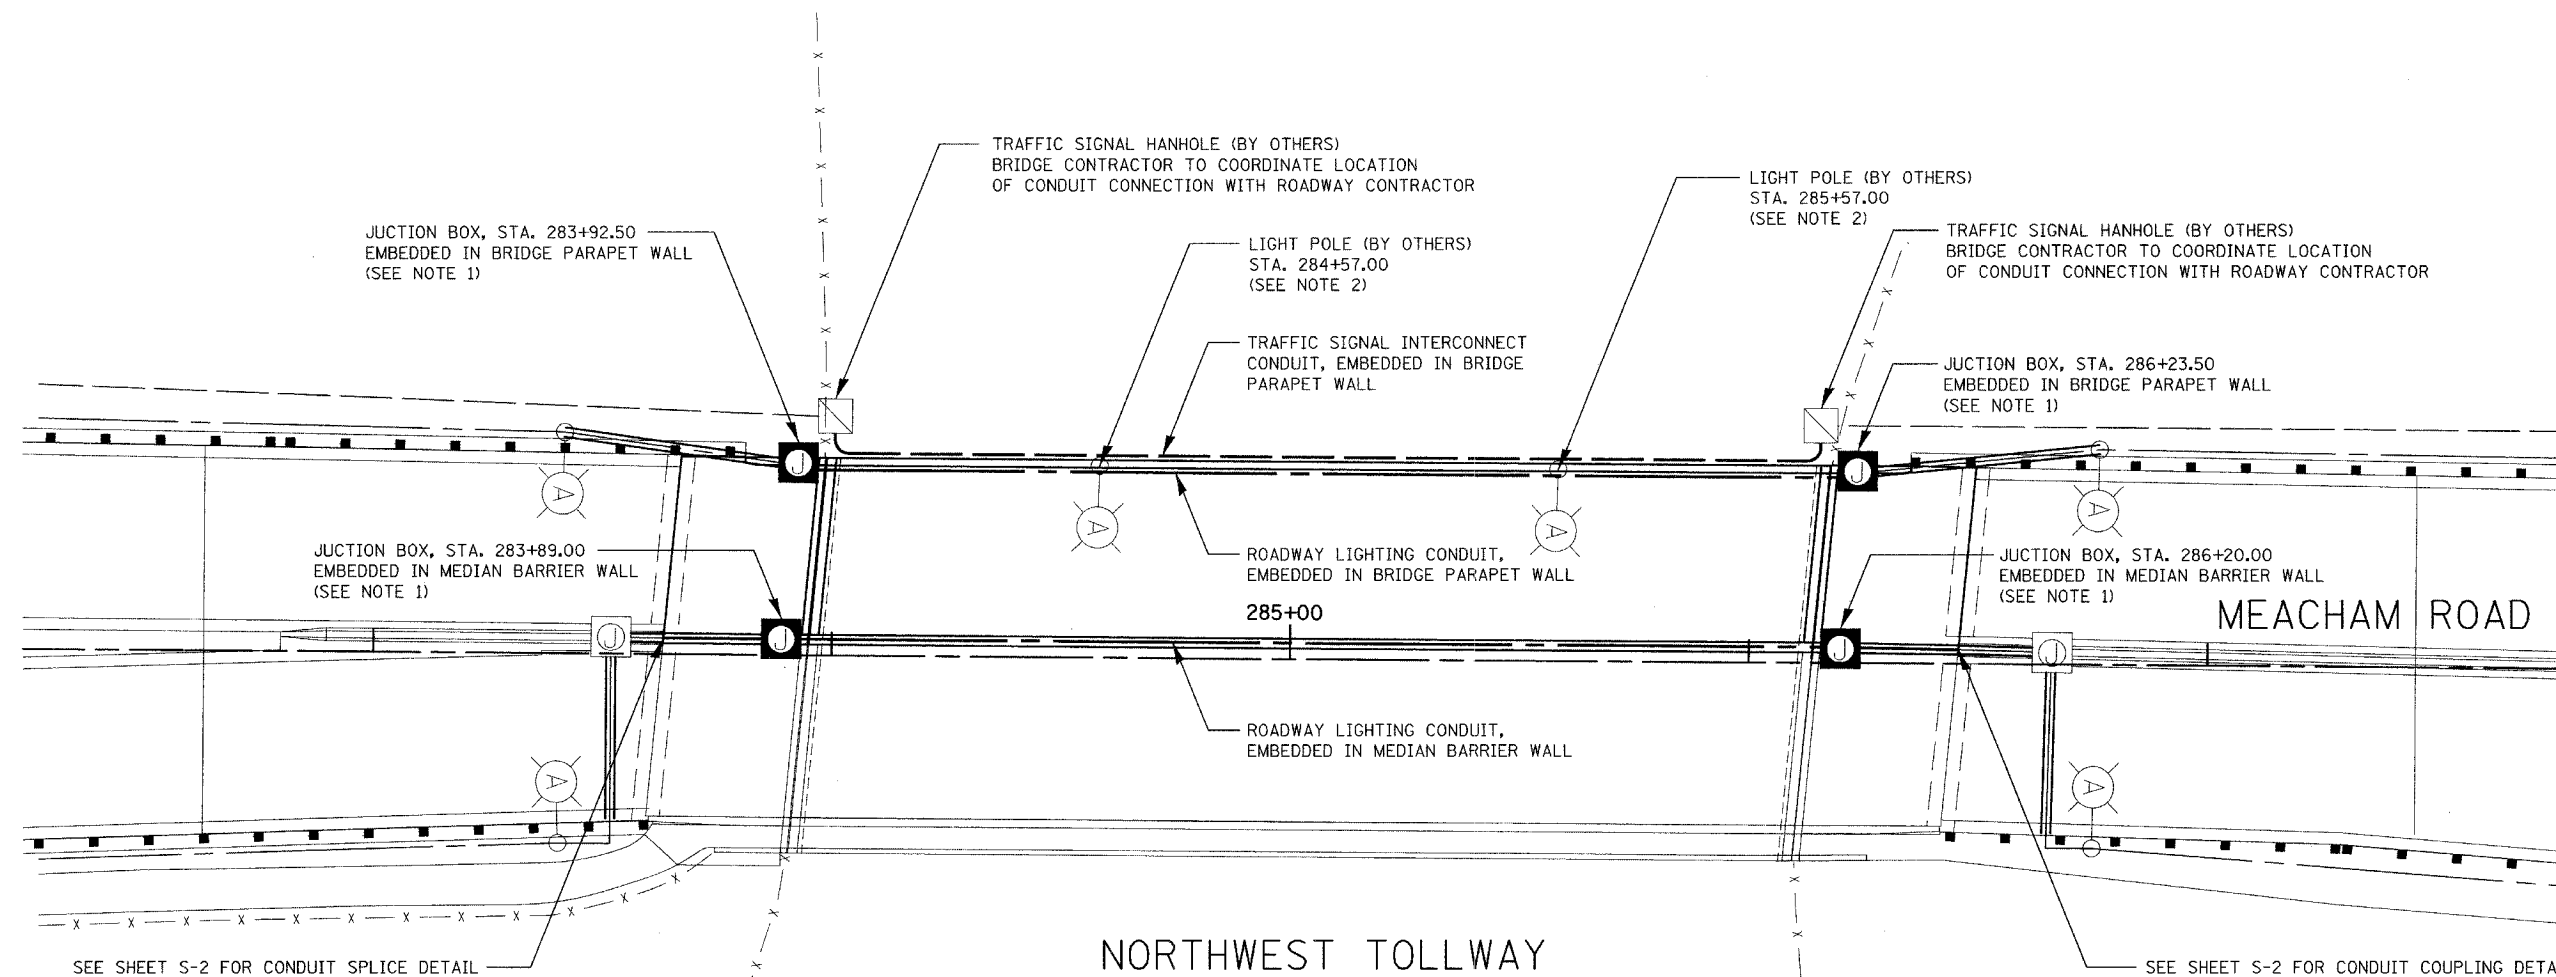 TRAFFIC SIGNAL HANHOLE (BY OTHERS)
BRIDGE CONTRACTOR TO COORDINATE LOCATION
OF CONDUIT CONNECTION WITH ROADWAY CONTRACTOR
LIGHT POLE (BY OTHERS)
STA. 285+57.00
(SEE NOTE 2)
JUCTION BOX, STA. 283+92.50
EMBEDDED IN BRIDGE PARAPET WALL
(SEE NOTE 1)
LIGHT POLE (BY OTHERS)
STA. 284+57.00
(SEE NOTE 2)
TRAFFIC SIGNAL HANHOLE (BY OTHERS)
BRIDGE CONTRACTOR TO COORDINATE LOCATION
OF CONDUIT CONNECTION WITH ROADWAY CONTRACTOR
TRAFFIC SIGNAL INTERCONNECT
CONDUIT, EMBEDDED IN BRIDGE
PARAPET WALL
JUCTION BOX, STA. 286+23.50
EMBEDDED IN BRIDGE PARAPET WALL
(SEE NOTE 1)
J
J
A
A
A
A
JUCTION BOX, STA. 283+89.00
EMBEDDED IN MEDIAN BARRIER WALL
(SEE NOTE 1)
ROADWAY LIGHTING CONDUIT,
EMBEDDED IN BRIDGE PARAPET WALL
JUCTION BOX, STA. 286+20.00
EMBEDDED IN MEDIAN BARRIER WALL
(SEE NOTE 1)
285+00
MEACHAM ROAD
J
J
J
J
ROADWAY LIGHTING CONDUIT,
EMBEDDED IN MEDIAN BARRIER WALL
A
A
NORTHWEST TOLLWAY
SEE SHEET S-2 FOR CONDUIT SPLICE DETAIL
SEE SHEET S-2 FOR CONDUIT COUPLING DETA